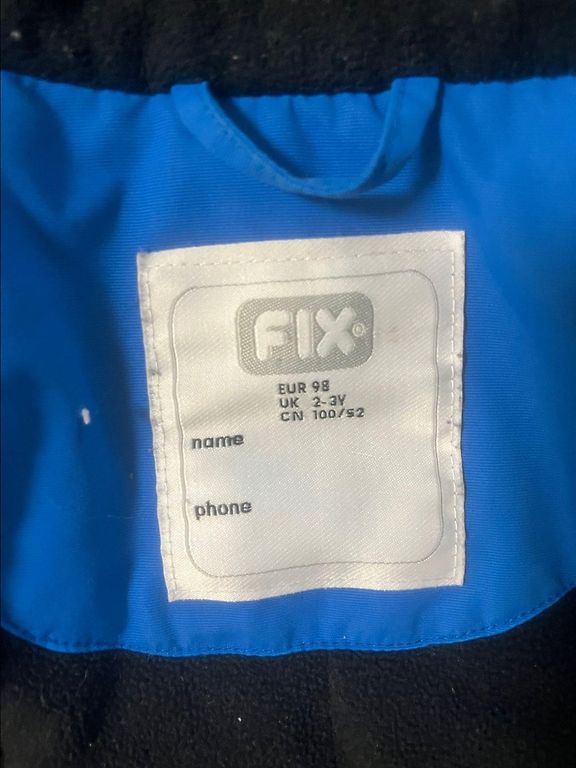 FIX®
EUR 98
UK 2-3Y
CN 100/52
name
phone